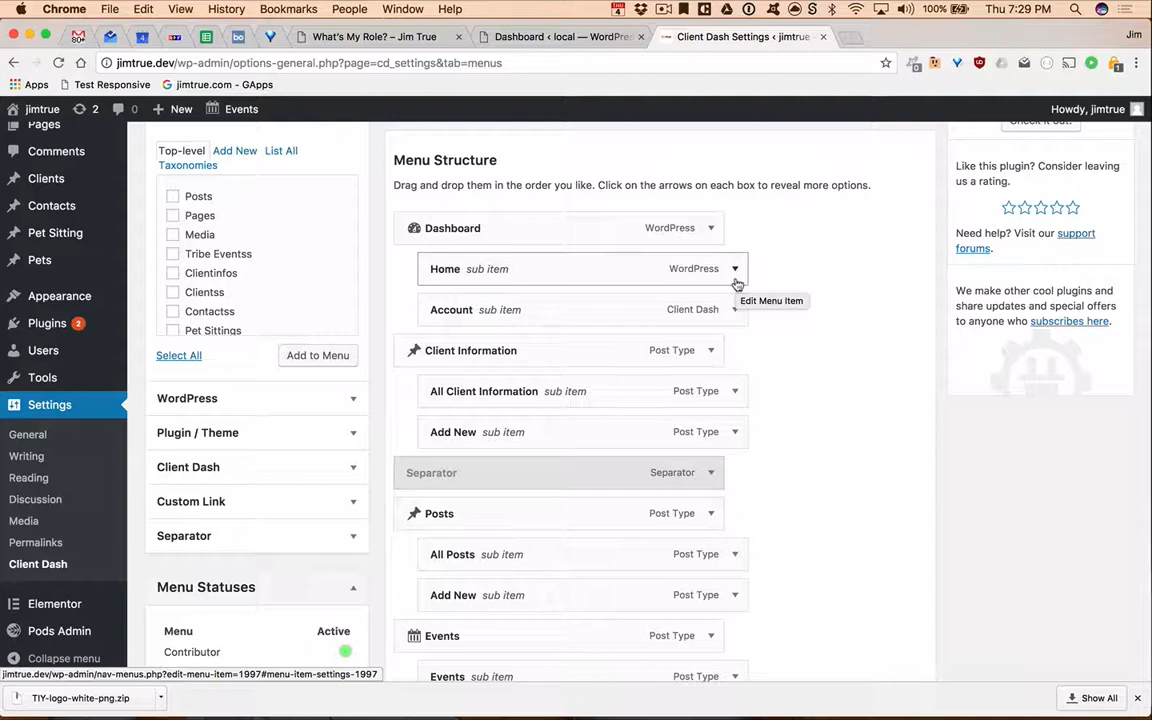 Chrome File Edit View History Bookmarks People Window Help 100% Thu 7:29 PM
What's My Role? – Jim True × Dashboard ‹ local — WordPres × Client Dash Settings ‹ jimtrue × Jim
jimtrue.dev/wp-admin/options-general.php?page=cd_settings&tab=menus
Apps Test Responsive jimtrue.com - GApps
jimtrue 2 0 New Events Howdy, jimtrue
Pages
Comments
Clients
Contacts
Pet Sitting
Pets
Appearance
Plugins 2
Users
Tools
Settings
General
Writing
Reading
Discussion
Media
Permalinks
Client Dash
Elementor
Pods Admin
Collapse menu
Top-level Add New List All
Taxonomies
Posts
Pages
Media
Tribe Eventss
Clientinfos
Clientss
Contactss
Pet Sittings
Select All Add to Menu
WordPress
Plugin / Theme
Client Dash
Custom Link
Separator
Menu Statuses
Menu Active
Contributor
Menu Structure
Drag and drop them in the order you like. Click on the arrows on each box to reveal more options.
Dashboard WordPress
Home sub item WordPress
Edit Menu Item
Account sub item Client Dash
Client Information Post Type
All Client Information sub item Post Type
Add New sub item Post Type
Separator Separator
Posts Post Type
All Posts sub item Post Type
Add New sub item Post Type
Events Post Type
Events sub item Post Type
Check it out!
Like this plugin? Consider leaving
us a rating.
Need help? Visit our support
forums.
We make other cool plugins and
share updates and special offers
to anyone who subscribes here.
jimtrue.dev/wp-admin/nav-menus.php?edit-menu-item=1997#menu-item-settings-1997
TIY-logo-white-png.zip Show All